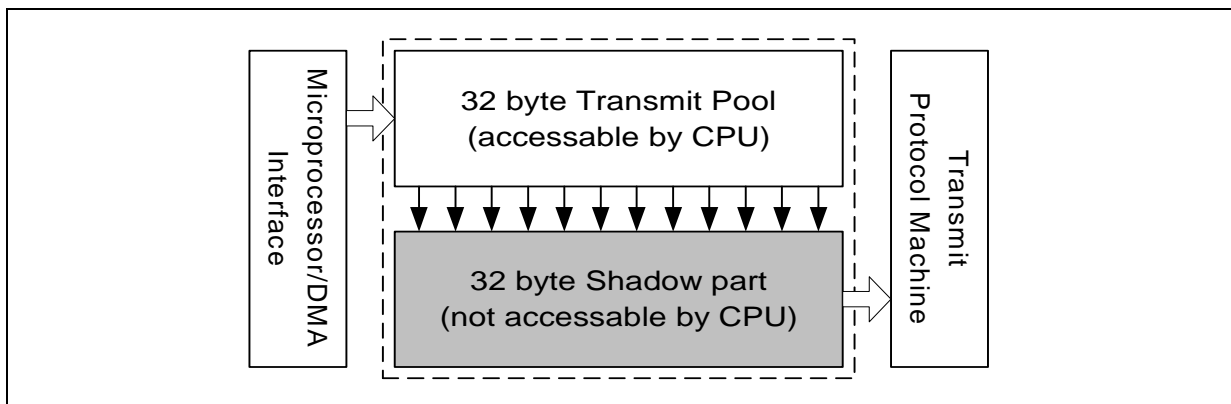 Microprocessor/DMA
Interface
32 byte Transmit Pool
(accessable by CPU)
32 byte Shadow part
(not accessable by CPU)
Transmit
Protocol Machine